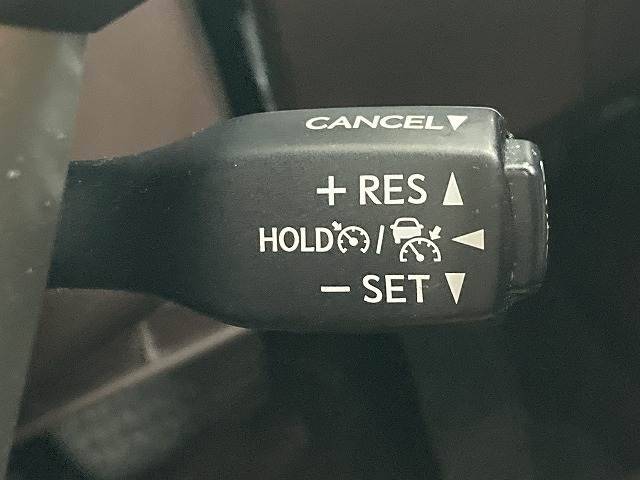 CANCEL▼
+ RES ▲
HOLD / ◀
− SET ▼